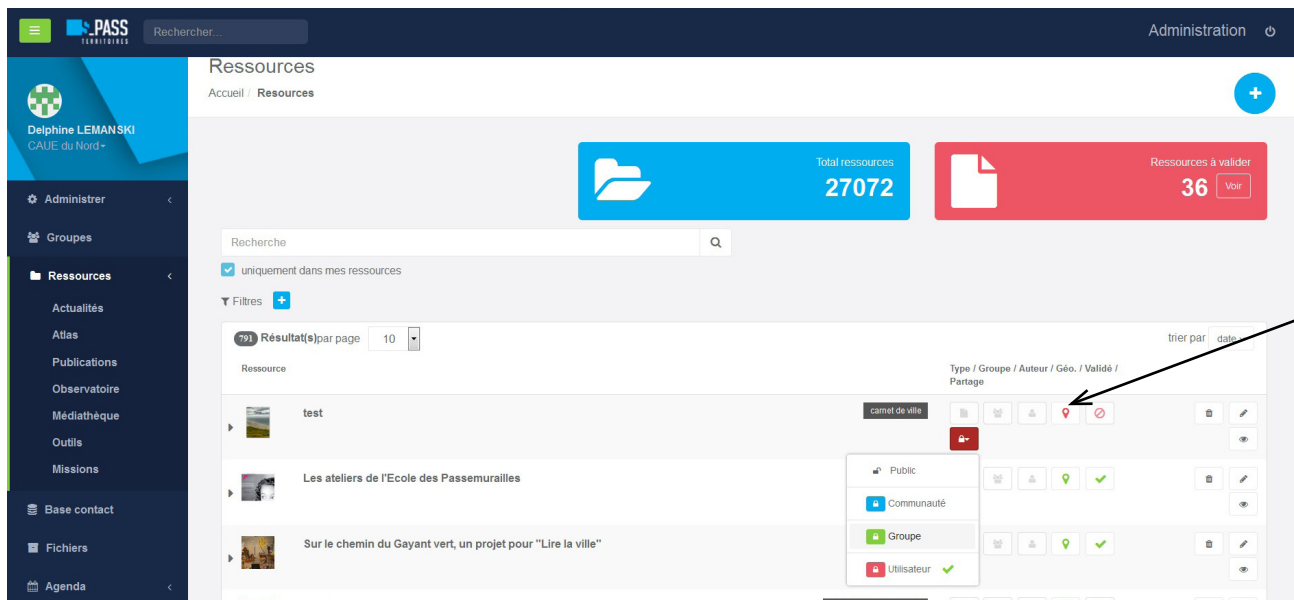 PASS
TERRITOIRES
Rechercher...
Administration
Delphine LEMANSKI
CAUE du Nord
Administrer
Groupes
Ressources
Actualités
Atlas
Publications
Observatoire
Médiathèque
Outils
Missions
Base contact
Fichiers
Agenda
Ressources
Accueil / Resources
Total ressources
27072
Ressources à valider
36 Voir
Recherche
uniquement dans mes ressources
Filtres
791 Résultat(s)par page 10
trier par date
Ressource
Type / Groupe / Auteur / Géo. / Validé /
Partage
test
carnet de ville
Public
Communauté
Groupe
Utilisateur
Les ateliers de l'Ecole des Passemurailles
Sur le chemin du Gayant vert, un projet pour "Lire la ville"